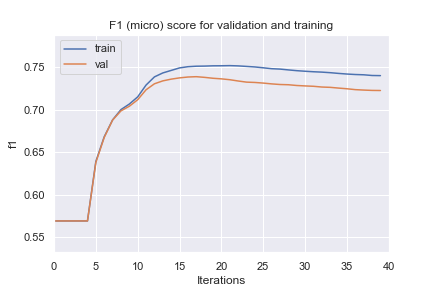 F1 (micro) score for validation and training
train
val
f1
0.75
0.70
0.65
0.60
0.55
0 5 10 15 20 25 30 35 40
Iterations